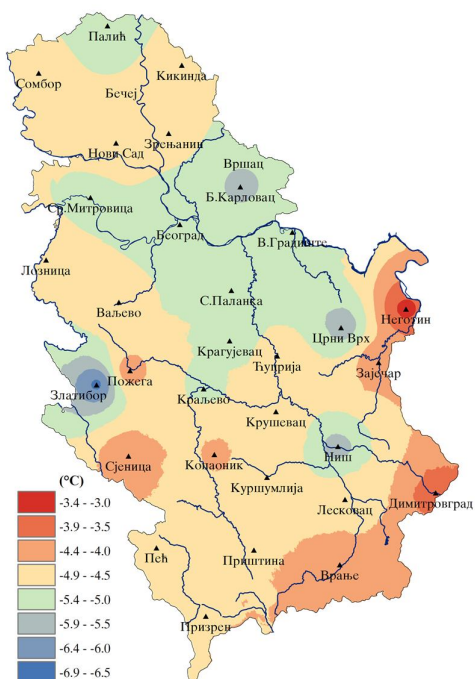 Палић
Сомбор
Кикинда
Бечеј
Зрењанин
Нови Сад
Вршац
Б.Карловац
Ср.Митровица
Београд
В.Градиште
Лозница
Ваљево
С.Паланка
Неготин
Црни Врх
Крагујевац
Ћуприја
Зајечар
Пожега
Златибор
Краљево
Крушевац
Сјеница
Копаоник
Ниш
Куршумлија
Лесковац
Димитровград
Пећ
Приштина
Врање
Призрен
(°C)
-3.4 - -3.0
-3.9 - -3.5
-4.4 - -4.0
-4.9 - -4.5
-5.4 - -5.0
-5.9 - -5.5
-6.4 - -6.0
-6.9 - -6.5